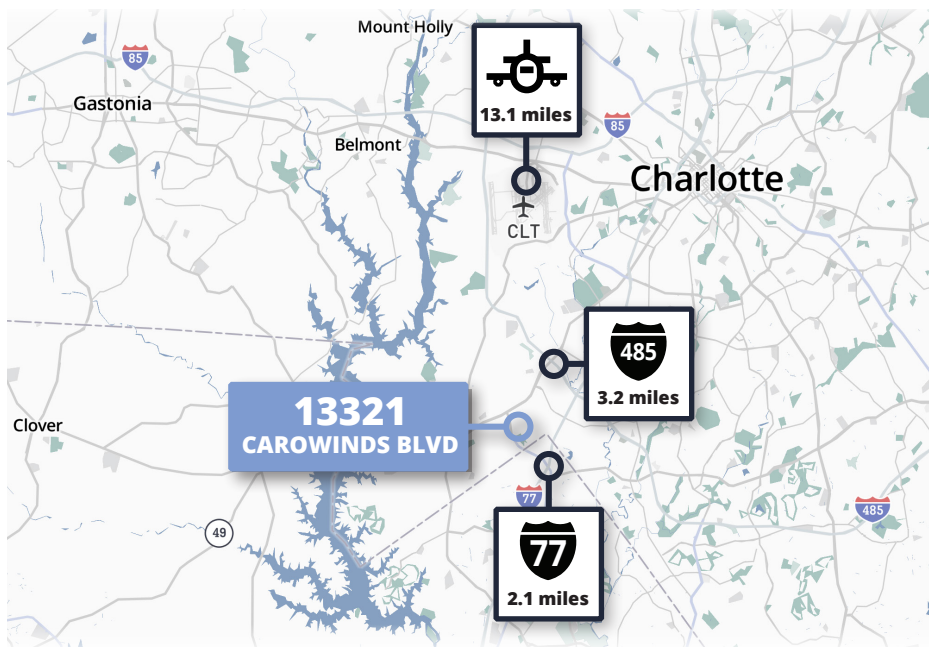 Mount Holly
85
Gastonia
13.1 miles
85
Belmont
Charlotte
CLT
485
3.2 miles
13321
CAROWINDS BLVD
Clover
77
485
49
77
2.1 miles